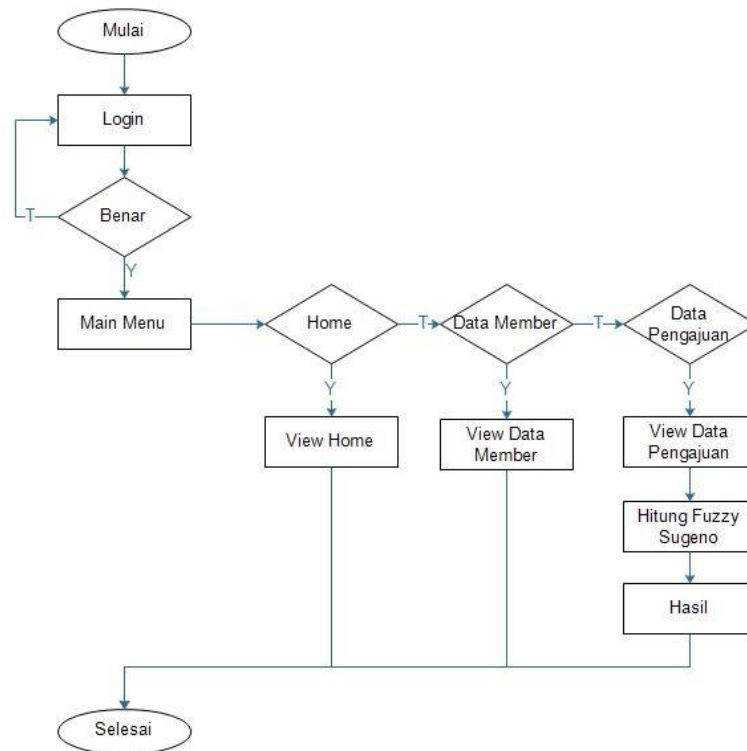 Mulai
Login
Benar
T
Y
Main Menu
Home
T
Data Member
T
Data
Pengajuan
Y
Y
Y
View Home
View Data
Member
View Data
Pengajuan
Hitung Fuzzy
Sugeno
Hasil
Selesai